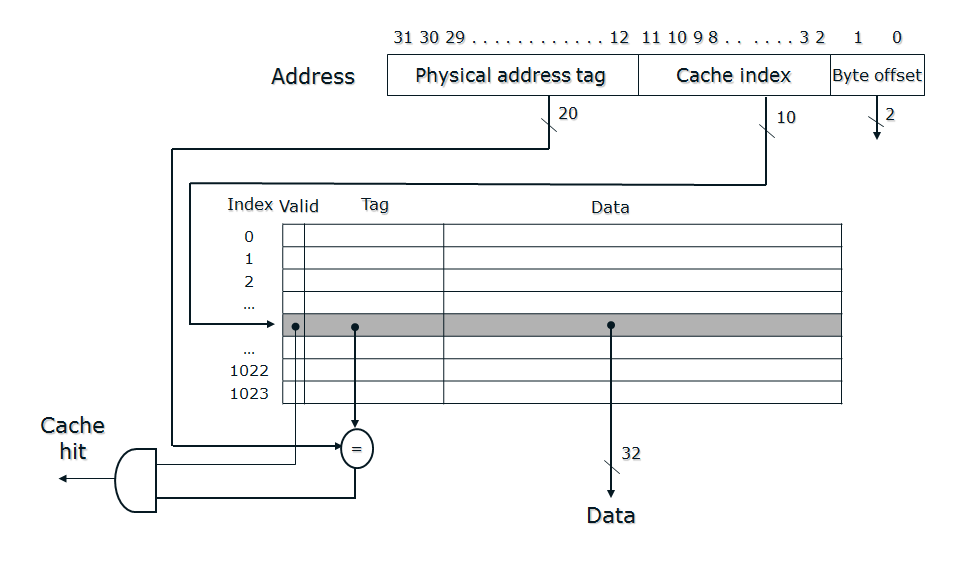 31 30 29 . . . . . . . . . . . . 12 11 10 9 8 . . . . . . 3 2 1 0
Address Physical address tag Cache index Byte offset
20 10 2
Index Valid Tag Data
0
1
2
...
...
1022
1023
Cache
hit
=
32
Data